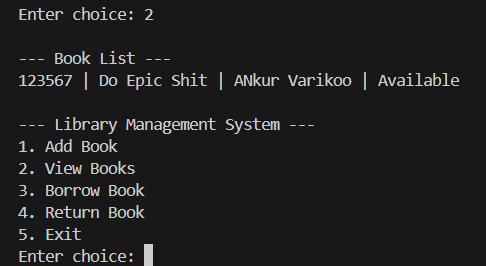 Enter choice: 2
--- Book List ---
123567 | Do Epic Shit | ANkur Varikoo | Available
--- Library Management System ---
1. Add Book
2. View Books
3. Borrow Book
4. Return Book
5. Exit
Enter choice: